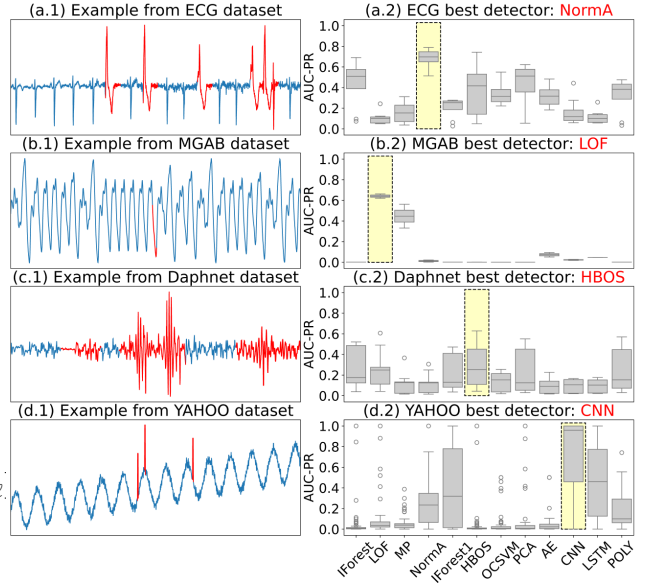 (a.1) Example from ECG dataset
(a.2) ECG best detector: NormA
AUC-PR
1.0
0.8
0.6
0.4
0.2
0.0
(b.1) Example from MGAB dataset
(b.2) MGAB best detector: LOF
AUC-PR
1.0
0.8
0.6
0.4
0.2
0.0
(c.1) Example from Daphnet dataset
(c.2) Daphnet best detector: HBOS
AUC-PR
1.0
0.8
0.6
0.4
0.2
0.0
(d.1) Example from YAHOO dataset
(d.2) YAHOO best detector: CNN
AUC-PR
1.0
0.8
0.6
0.4
0.2
0.0
IForest
LOF
MP
NormA
IForest1
HBOS
OCSVM
PCA
AE
CNN
LSTM
POLY